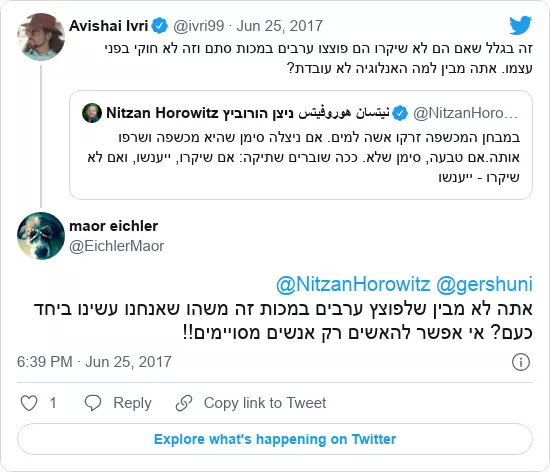 Avishai Ivri @ivri99 · Jun 25, 2017
זה בגלל שאם הם לא שיקרו הם פוצצו ערבים במכות סתם וזה לא חוקי בפני
עצמו. אתה מבין למה האנלוגיה לא עובדת?
Nitzan Horowitz ניצן הורוביץ نيتسان هوروفيتس @NitzanHoro...
במבחן המכשפה זרקו אשה למים. אם ניצלה סימן שהיא מכשפה ושרפו
אותה.אם טבעה, סימן שלא. ככה שוברים שתיקה: אם שיקרו, ייענשו, ואם לא
שיקרו - ייענשו
maor eichler
@EichlerMaor
@NitzanHorowitz @gershuni
אתה לא מבין שלפוצץ ערבים במכות זה משהו שאנחנו עשינו ביחד
כעם? אי אפשר להאשים רק אנשים מסויימים!!
6:39 PM · Jun 25, 2017
1 Reply Copy link to Tweet
Explore what's happening on Twitter